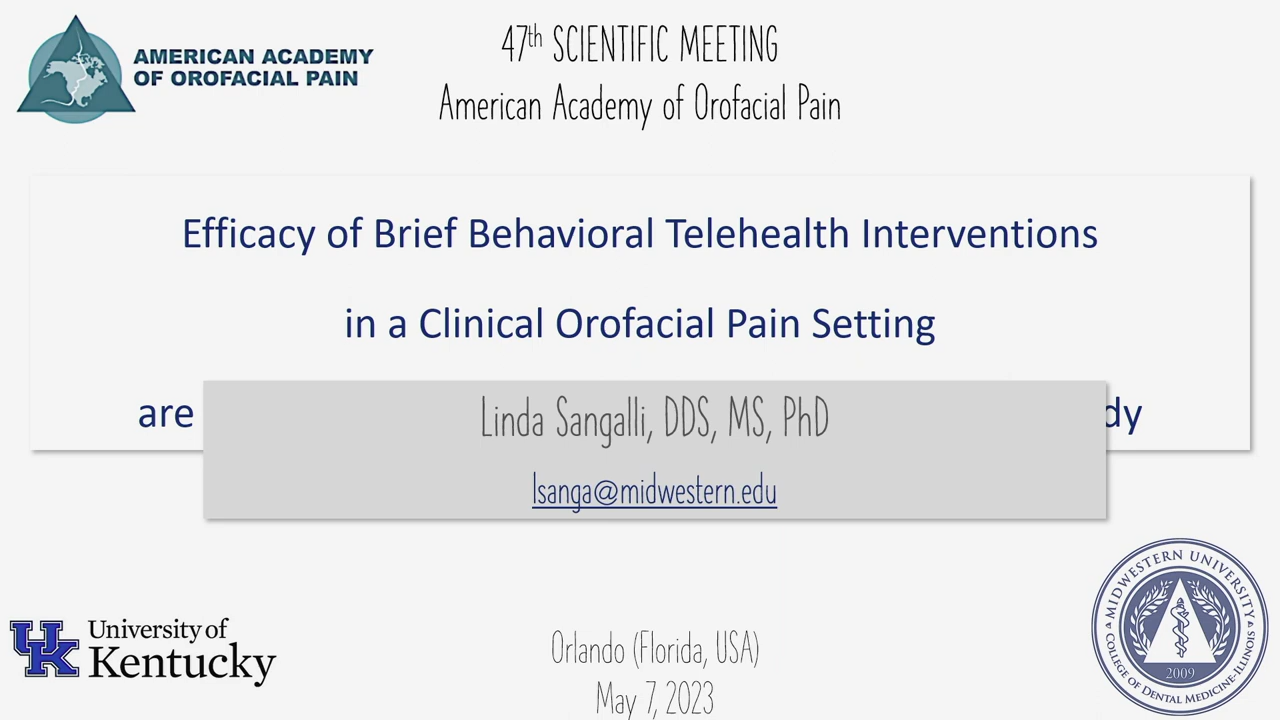 AMERICAN ACADEMY
OF OROFACIAL PAIN
47th SCIENTIFIC MEETING
American Academy of Orofacial Pain
Efficacy of Brief Behavioral Telehealth Interventions
in a Clinical Orofacial Pain Setting
are
dy
Linda Sangalli, DDS, MS, PhD
lsanga@midwestern.edu
UK
University of
Kentucky
Orlando (Florida, USA)
May 7, 2023
MIDWESTERN UNIVERSITY
COLLEGE OF DENTAL MEDICINE-ILLINOIS
2009